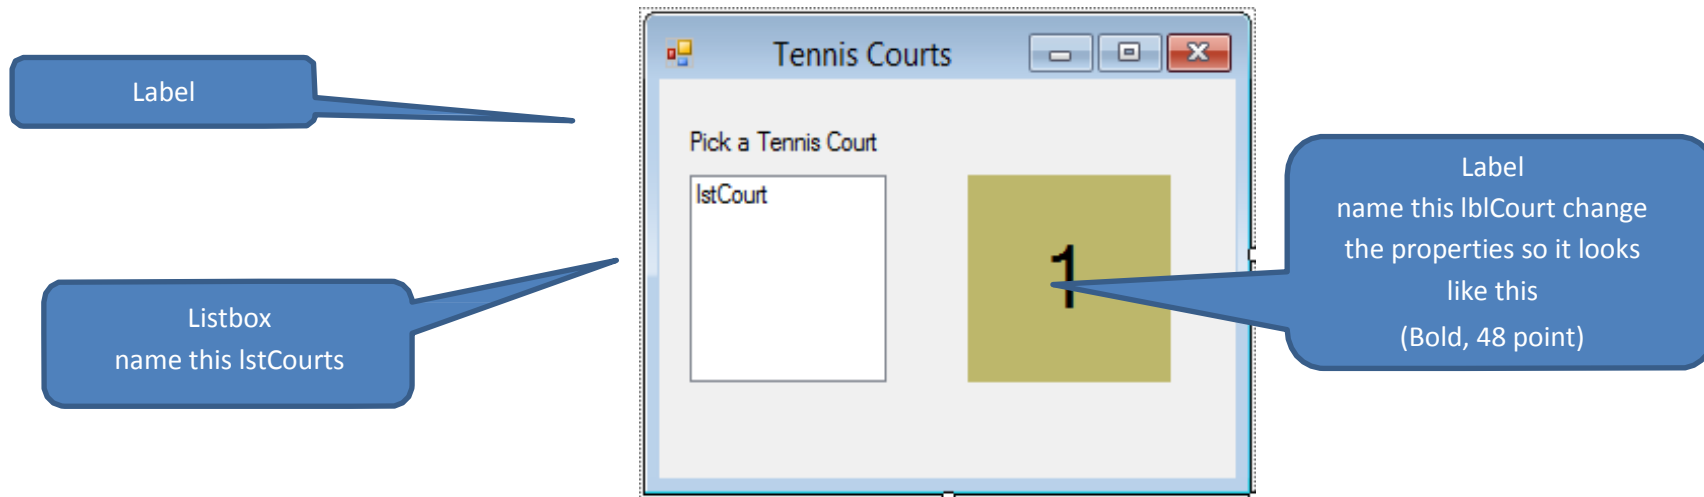 Tennis Courts
Label
Pick a Tennis Court
lstCourt
1
Label
name this lblCourt change
the properties so it looks
like this
(Bold, 48 point)
Listbox
name this lstCourts